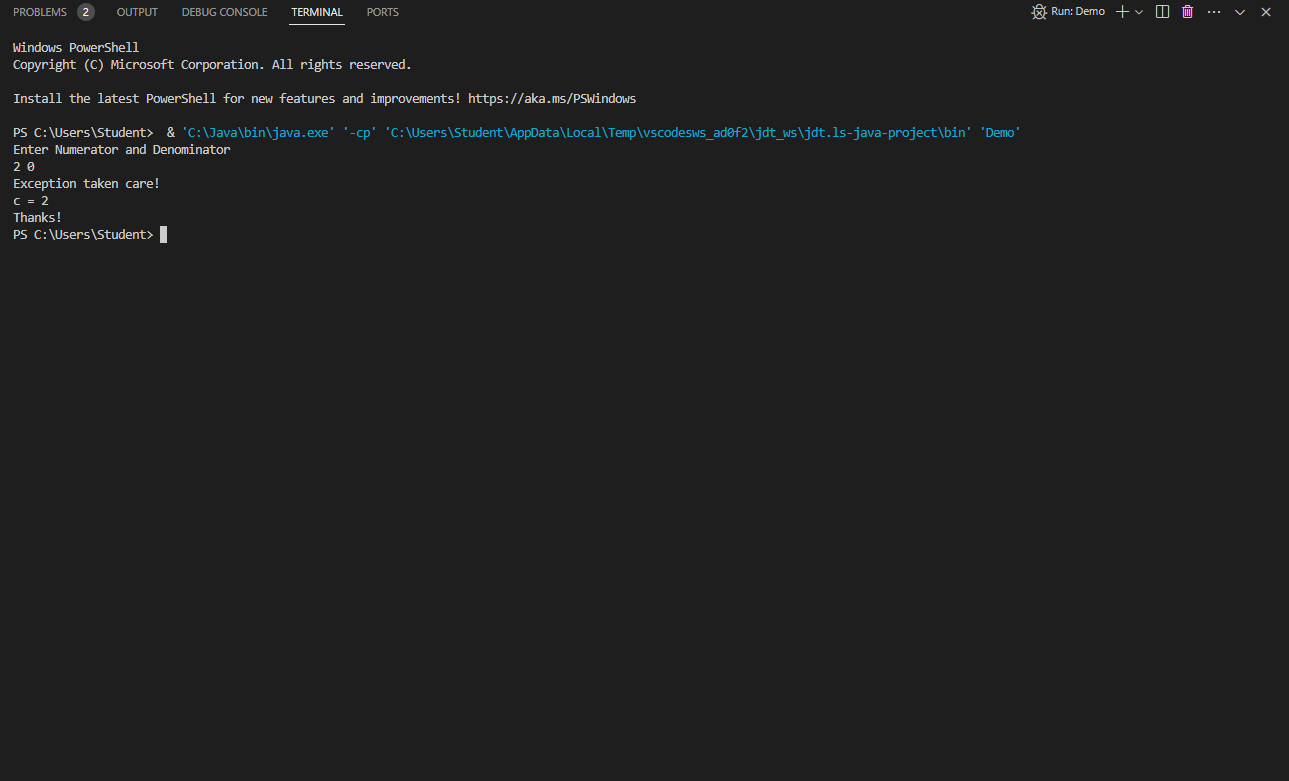 PROBLEMS 2 OUTPUT DEBUG CONSOLE TERMINAL PORTS Run: Demo
Windows PowerShell
Copyright (C) Microsoft Corporation. All rights reserved.
Install the latest PowerShell for new features and improvements! https://aka.ms/PSWindows
PS C:\Users\Student>  & 'C:\Java\bin\java.exe' '-cp' 'C:\Users\Student\AppData\Local\Temp\vscodesws_ad0f2\jdt_ws\jdt.ls-java-project\bin' 'Demo'
Enter Numerator and Denominator
2 0
Exception taken care!
c = 2
Thanks!
PS C:\Users\Student>